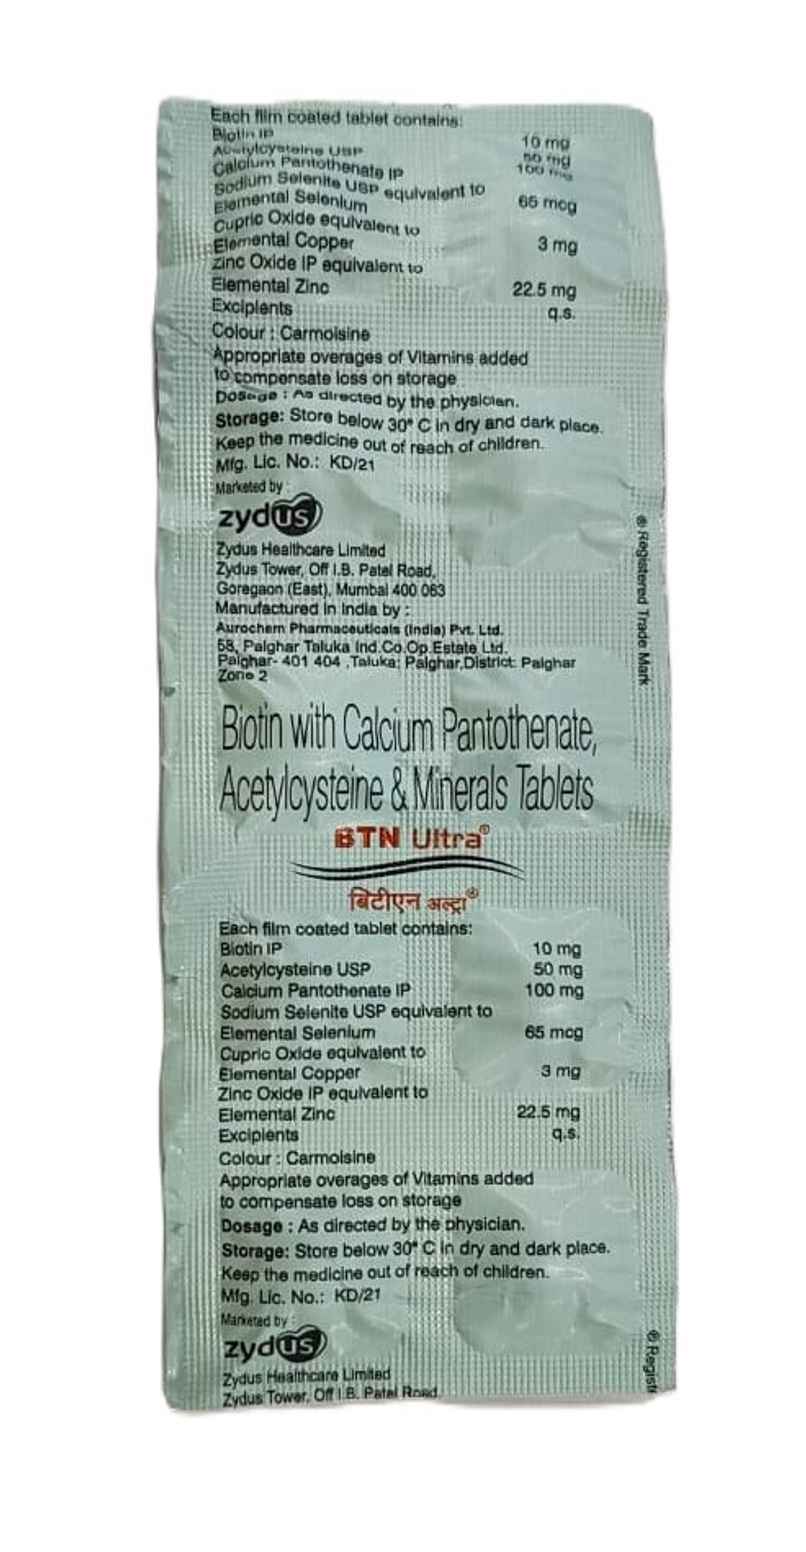 Each film coated tablet contains:
Biotin IP 10 mg
Acetylcysteine USP 50 mg
Calcium Pantothenate IP 100 mg
Sodium Selenite USP equivalent to
Elemental Selenium 65 mcg
Cupric Oxide equivalent to
Elemental Copper 3 mg
Zinc Oxide IP equivalent to
Elemental Zinc 22.5 mg
Excipients q.s.
Colour : Carmoisine
Appropriate overages of Vitamins added
to compensate loss on storage
Dosage : As directed by the physician.
Storage: Store below 30° C in dry and dark place.
Keep the medicine out of reach of children.
Mfg. Lic. No.: KD/21
Marketed by :
zydus
Zydus Healthcare Limited
Zydus Tower, Off I.B. Patel Road,
Goregaon (East), Mumbai 400 063
Manufactured in India by :
Aurochem Pharmaceuticals (India) Pvt. Ltd.
58, Palghar Taluka Ind.Co.Op.Estate Ltd.
Palghar- 401 404 ,Taluka: Palghar,District: Palghar
Zone 2
® Registered Trade Mark
Biotin with Calcium Pantothenate,
Acetylcysteine & Minerals Tablets
BTN Ultra®
बिटीएन अल्ट्रा®
Each film coated tablet contains:
Biotin IP 10 mg
Acetylcysteine USP 50 mg
Calcium Pantothenate IP 100 mg
Sodium Selenite USP equivalent to
Elemental Selenium 65 mcg
Cupric Oxide equivalent to
Elemental Copper 3 mg
Zinc Oxide IP equivalent to
Elemental Zinc 22.5 mg
Excipients q.s.
Colour : Carmoisine
Appropriate overages of Vitamins added
to compensate loss on storage
Dosage : As directed by the physician.
Storage: Store below 30° C in dry and dark place.
Keep the medicine out of reach of children.
Mfg. Lic. No.: KD/21
Marketed by :
zydus
Zydus Healthcare Limited
Zydus Tower, Off I.B. Patel Road
® Registe